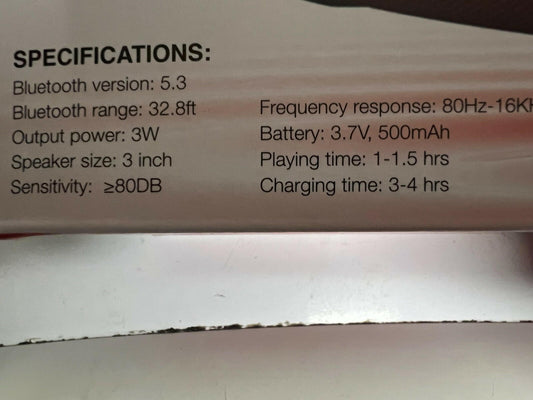 SPECIFICATIONS:
Bluetooth version: 5.3
Bluetooth range: 32.8ft
Output power: 3W
Speaker size: 3 inch
Sensitivity: ≥80DB
Frequency response: 80Hz-16K
Battery: 3.7V, 500mAh
Playing time: 1-1.5 hrs
Charging time: 3-4 hrs